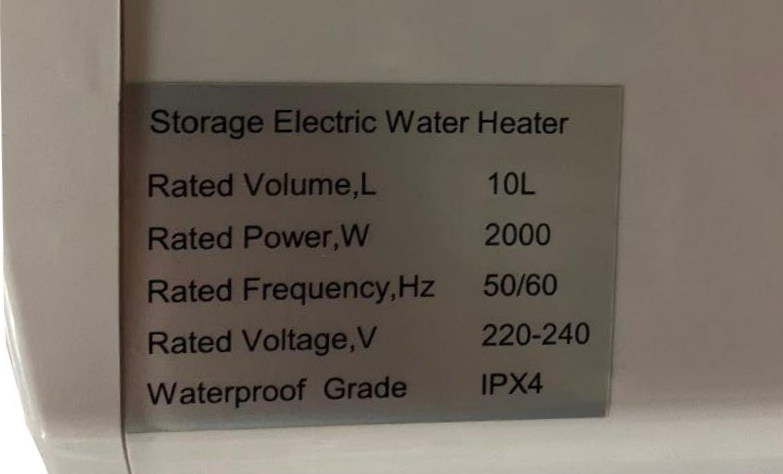 Storage Electric Water Heater
Rated Volume,L 10L
Rated Power,W 2000
Rated Frequency,Hz 50/60
Rated Voltage,V 220-240
Waterproof Grade IPX4